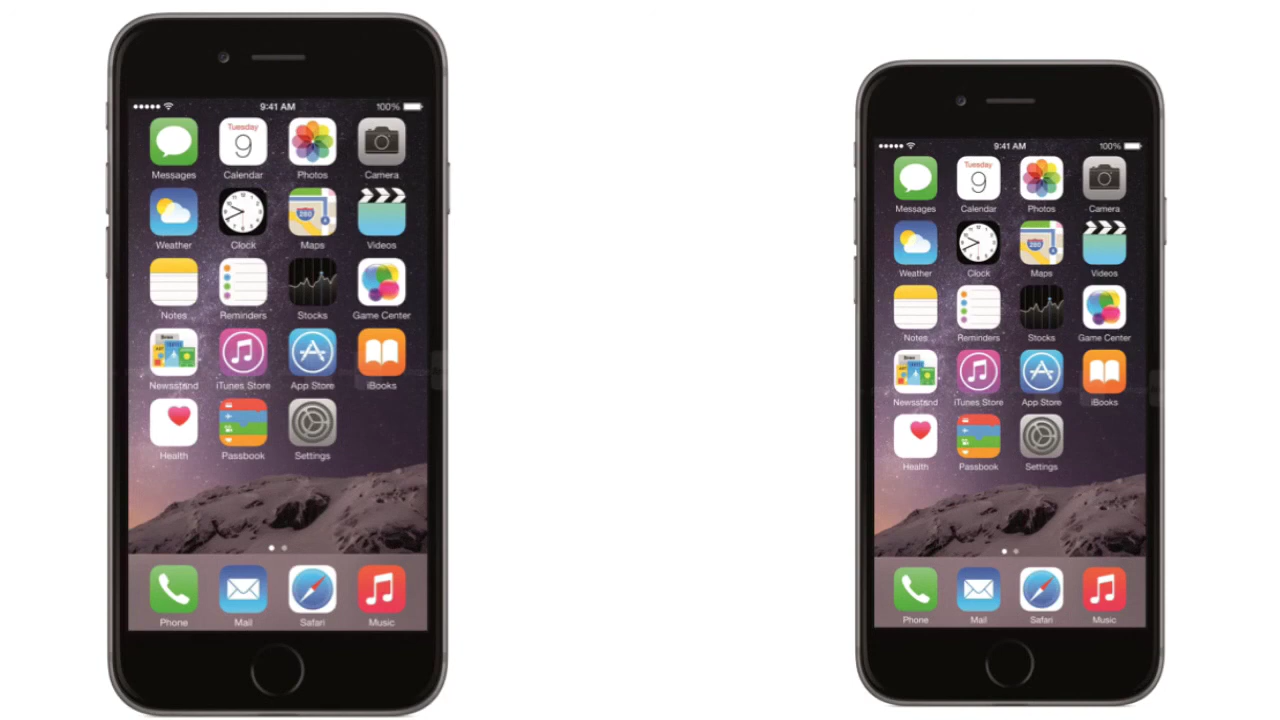 9:41 AM 100%
Tuesday
9
Messages Calendar Photos Camera
280
Weather Clock Maps Videos
Notes Reminders Stocks Game Center
Newsstand iTunes Store App Store iBooks
Health Passbook Settings
Phone Mail Safari Music
9:41 AM 100%
Tuesday
9
Messages Calendar Photos Camera
280
Weather Clock Maps Videos
Notes Reminders Stocks Game Center
Newsstand iTunes Store App Store iBooks
Health Passbook Settings
Phone Mail Safari Music